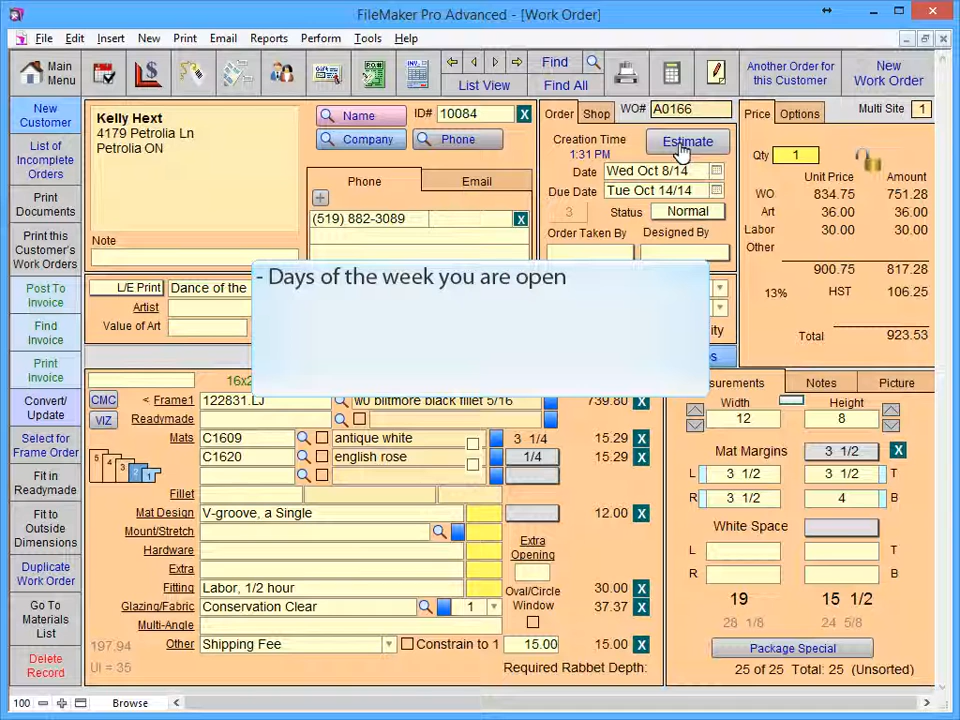 FileMaker Pro Advanced - [Work Order]
File Edit Insert New Print Email Reports Perform Tools Help
Main Menu
Find
List View
Find All
Another Order for this Customer
New Work Order
New Customer
List of Incomplete Orders
Print Documents
Print this Customer's Work Orders
Post To Invoice
Find Invoice
Print Invoice
Convert/ Update
Select for Frame Order
Fit in Readymade
Fit to Outside Dimensions
Duplicate Work Order
Go To Materials List
Delete Record
Kelly Hext
4179 Petrolia Ln
Petrolia ON
Note
Name
Company
ID# 10084 X
Phone
Phone Email
+
(519) 882-3089 X
Order Shop WO# A0166
Creation Time
1:31 PM
Estimate
Date Wed Oct 8/14
Due Date Tue Oct 14/14
3 Status Normal
Order Taken By Designed By
Price Options Multi Site 1
Qty 1
Unit Price Amount
WO 834.75 751.28
Art 36.00 36.00
Labor 30.00 30.00
Other
900.75 817.28
13% HST 106.25
Total 923.53
- Days of the week you are open
L/E Print Dance of the
Artist
Value of Art
CMC
VIZ
< Frame1 122831.LJ w0 biltmore black fillet 5/16 739.80
Readymade
Mats C1609 antique white 3 1/4 15.29
C1620 english rose 1/4 15.29
5 4 3 2 1
Fillet
Mat Design V-groove, a Single 12.00 X
Mount/Stretch
Hardware
Extra
Extra Opening
Fitting Labor, 1/2 hour 30.00 X
Oval/Circle Window
Glazing/Fabric Conservation Clear 1 37.37 X
Multi-Angle
Other Shipping Fee Constrain to 1 15.00 15.00 X
197.94
UI = 35
Required Rabbet Depth:
Notes Picture
Width Height
12 8
Mat Margins 3 1/2 X
L 3 1/2 3 1/2 T
R 3 1/2 4 B
White Space
L T
R B
19 15 1/2
28 1/8 24 5/8
Package Special
25 of 25 Total: 25 (Unsorted)
100 Browse